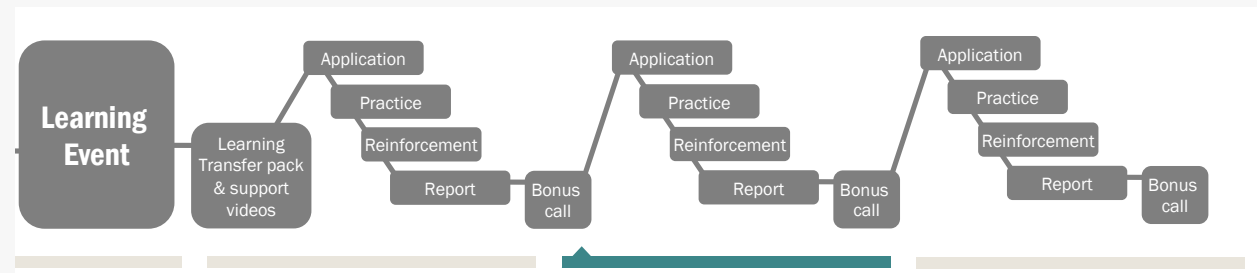 Learning
Event
Learning
Transfer pack
& support
videos
Application
Practice
Reinforcement
Report
Bonus
call
Application
Practice
Reinforcement
Report
Bonus
call
Application
Practice
Reinforcement
Report
Bonus
call